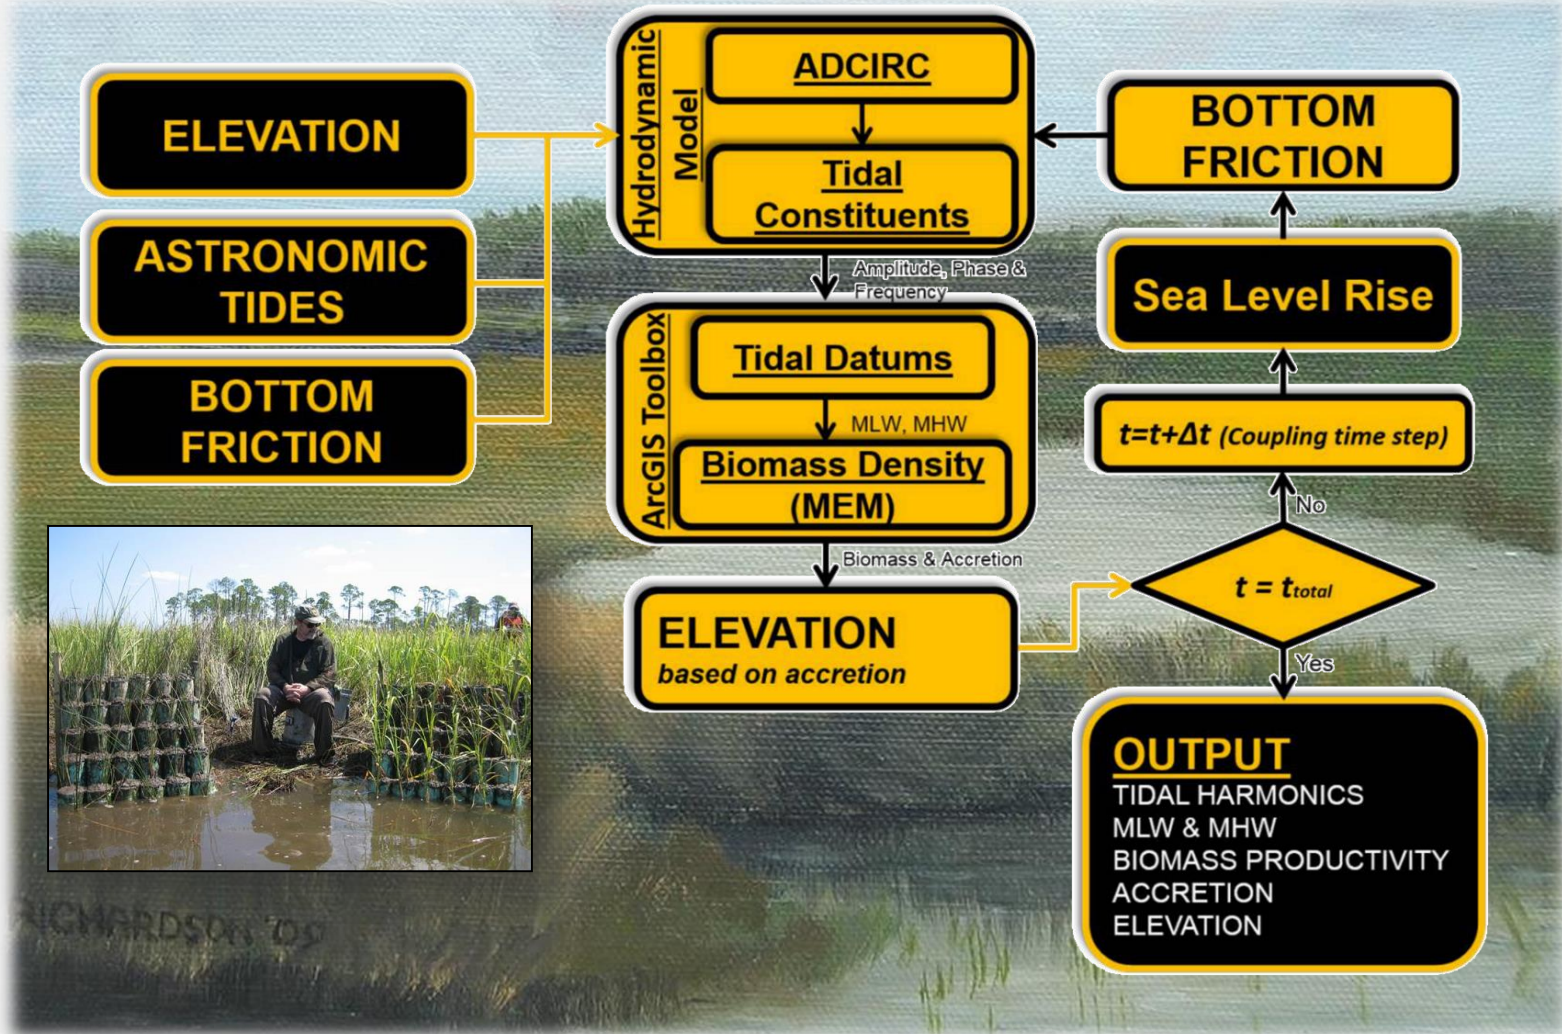 ELEVATION
ASTRONOMIC
TIDES
BOTTOM
FRICTION
Hydrodynamic
Model
ADCIRC
Tidal
Constituents
Amplitude, Phase &
Frequency
ArcGIS Toolbox
Tidal Datums
MLW, MHW
Biomass Density
(MEM)
Biomass & Accretion
ELEVATION
based on accretion
BOTTOM
FRICTION
Sea Level Rise
t=t+Δt (Coupling time step)
No
t = ttotal
Yes
OUTPUT
TIDAL HARMONICS
MLW & MHW
BIOMASS PRODUCTIVITY
ACCRETION
ELEVATION
RICHARDSON '09